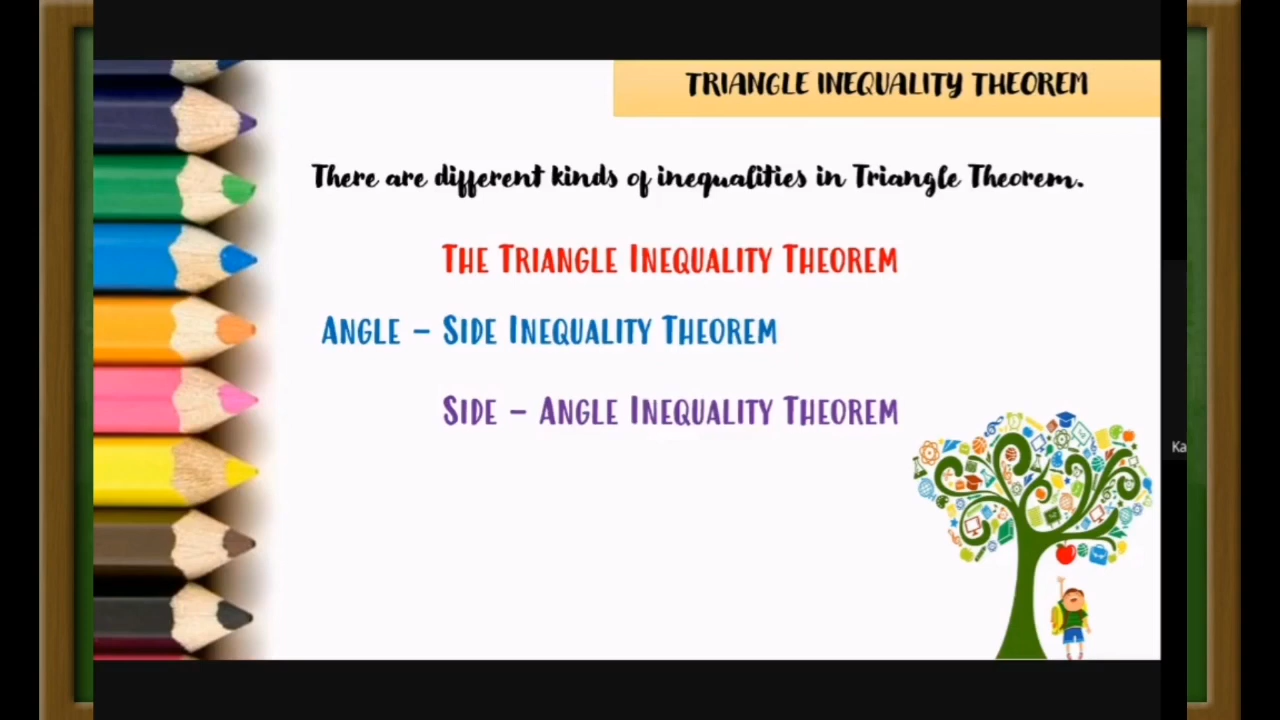 TRIANGLE INEQUALITY THEOREM
There are different kinds of inequalities in Triangle Theorem.
THE TRIANGLE INEQUALITY THEOREM
ANGLE – SIDE INEQUALITY THEOREM
SIDE – ANGLE INEQUALITY THEOREM
Ka